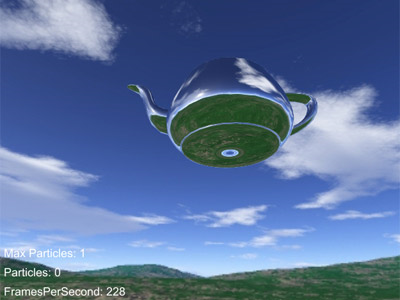 Max Particles: 1
Particles: 0
FramesPerSecond: 228